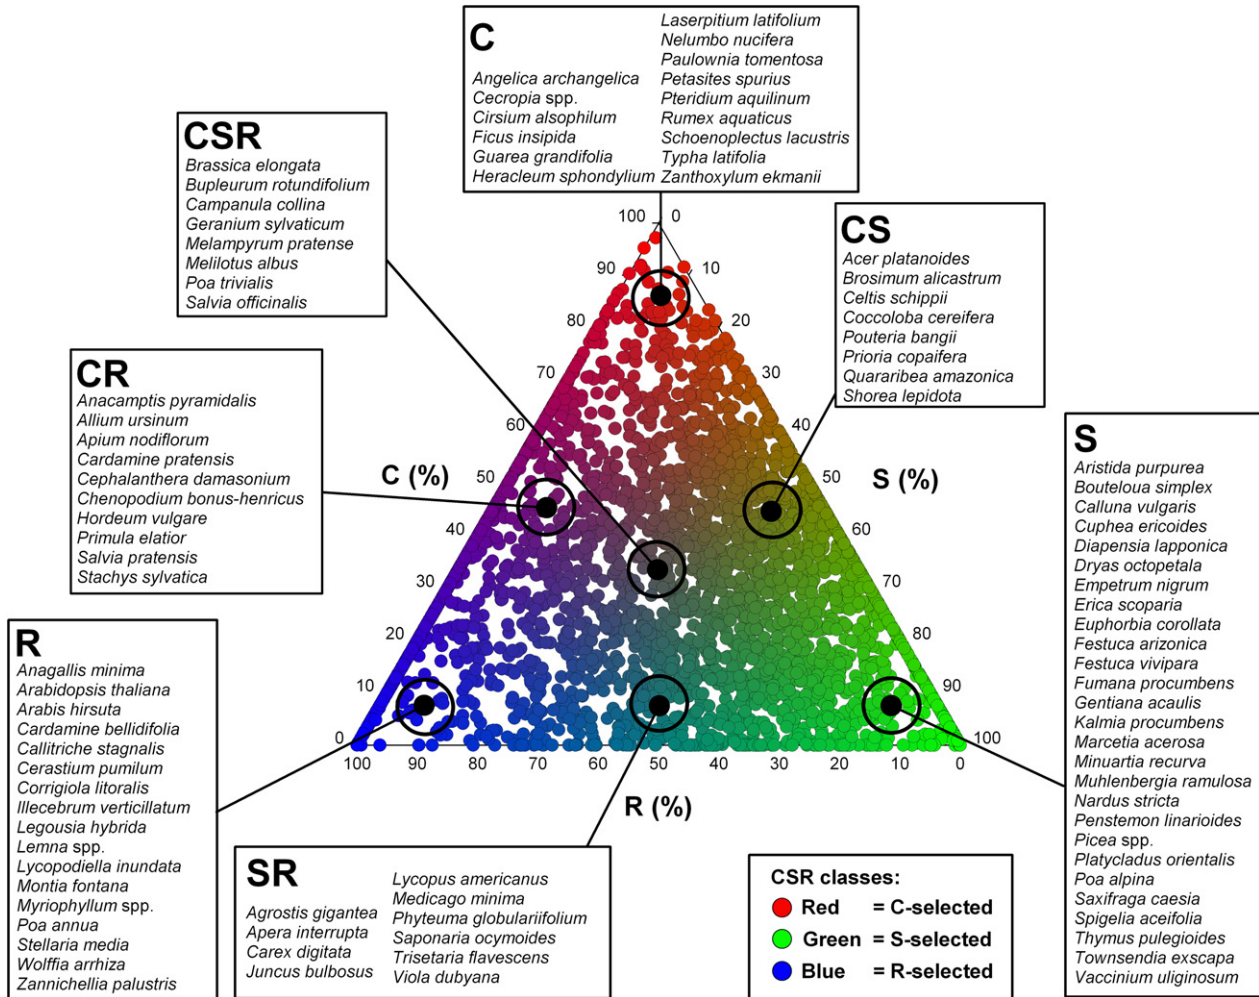 C
Angelica archangelica
Cecropia spp.
Cirsium alsophilum
Ficus insipida
Guarea grandifolia
Heracleum sphondylium
Laserpitium latifolium
Nelumbo nucifera
Paulownia tomentosa
Petasites spurius
Pteridium aquilinum
Rumex aquaticus
Schoenoplectus lacustris
Typha latifolia
Zanthoxylum ekmanii
CSR
Brassica elongata
Bupleurum rotundifolium
Campanula collina
Geranium sylvaticum
Melampyrum pratense
Melilotus albus
Poa trivialis
Salvia officinalis
CS
Acer platanoides
Brosimum alicastrum
Celtis schippii
Coccoloba cereifera
Pouteria bangii
Prioria copaifera
Quararibea amazonica
Shorea lepidota
CR
Anacamptis pyramidalis
Allium ursinum
Apium nodiflorum
Cardamine pratensis
Cephalanthera damasonium
Chenopodium bonus-henricus
Hordeum vulgare
Primula elatior
Salvia pratensis
Stachys sylvatica
S
Aristida purpurea
Bouteloua simplex
Calluna vulgaris
Cuphea ericoides
Diapensia lapponica
Dryas octopetala
Empetrum nigrum
Erica scoparia
Euphorbia corollata
Festuca arizonica
Festuca vivipara
Fumana procumbens
Gentiana acaulis
Kalmia procumbens
Marcetia acerosa
Minuartia recurva
Muhlenbergia ramulosa
Nardus stricta
Penstemon linarioides
Picea spp.
Platycladus orientalis
Poa alpina
Saxifraga caesia
Spigelia aceifolia
Thymus pulegioides
Townsendia exscapa
Vaccinium uliginosum
R
Anagallis minima
Arabidopsis thaliana
Arabis hirsuta
Cardamine bellidifolia
Callitriche stagnalis
Cerastium pumilum
Corrigiola litoralis
Illecebrum verticillatum
Legousia hybrida
Lemna spp.
Lycopodiella inundata
Montia fontana
Myriophyllum spp.
Poa annua
Stellaria media
Wolffia arrhiza
Zannichellia palustris
SR
Agrostis gigantea
Apera interrupta
Carex digitata
Juncus bulbosus
Lycopus americanus
Medicago minima
Phyteuma globulariifolium
Saponaria ocymoides
Trisetaria flavescens
Viola dubyana
C (%)
100
90
80
70
60
50
40
30
20
10
0
S (%)
0
10
20
30
40
50
60
70
80
90
100
100 90 80 70 60 50 40 30 20 10 0
R (%)
CSR classes:
Red = C-selected
Green = S-selected
Blue = R-selected